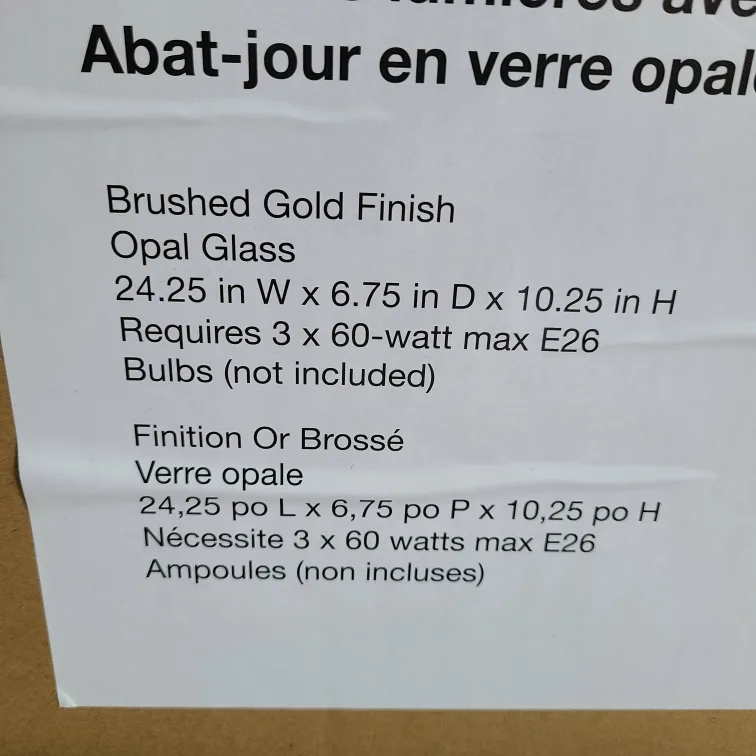 Abat-jour en verre
Brushed Gold Finish
Opal Glass
24.25 in W x 6.75 in D x 10.25 in H
Requires 3 x 60-watt max E26
Bulbs (not included)
Finition Or Brossé
Verre opale
24,25 po L x 6,75 po P x 10,25 po H
Nécessite 3 x 60 watts max E26
Ampoules (non incluses)